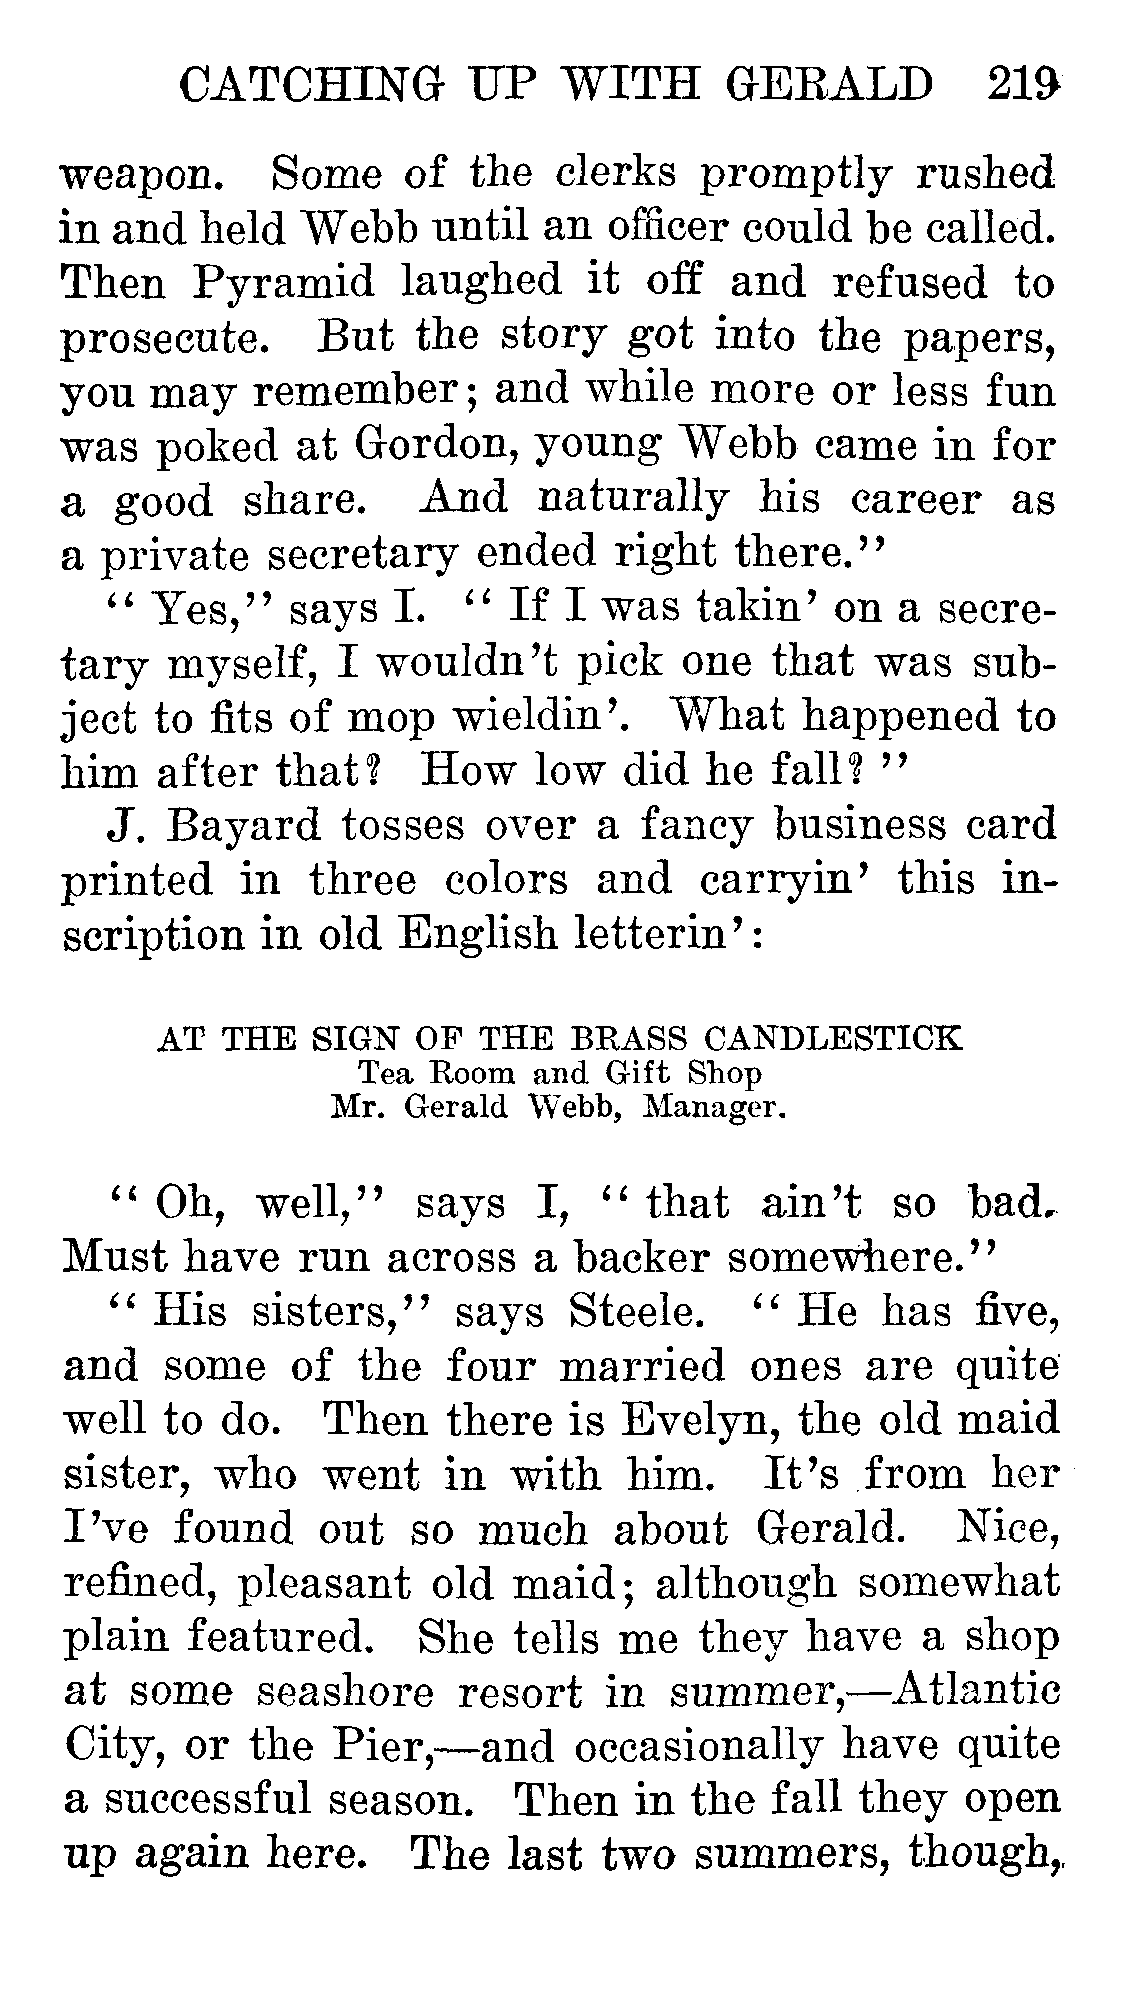 CATCHING UP WITH GERALD 219
weapon. Some of the clerks promptly rushed
in and held Webb until an officer could be called.
Then Pyramid laughed it off and refused to
prosecute. But the story got into the papers,
you may remember; and while more or less fun
was poked at Gordon, young Webb came in for
a good share. And naturally his career as
a private secretary ended right there.”
“ Yes,” says I. “ If I was takin’ on a secre-
tary myself, I wouldn’t pick one that was sub-
ject to fits of mop wieldin’. What happened to
him after that? How low did he fall? ”
J. Bayard tosses over a fancy business card
printed in three colors and carryin’ this in-
scription in old English letterin’:
AT THE SIGN OF THE BRASS CANDLESTICK
Tea Room and Gift Shop
Mr. Gerald Webb, Manager.
“ Oh, well,” says I, “ that ain’t so bad.
Must have run across a backer somewhere.”
“ His sisters,” says Steele. “ He has five,
and some of the four married ones are quite
well to do. Then there is Evelyn, the old maid
sister, who went in with him. It’s from her
I’ve found out so much about Gerald. Nice,
refined, pleasant old maid; although somewhat
plain featured. She tells me they have a shop
at some seashore resort in summer,—Atlantic
City, or the Pier,—and occasionally have quite
a successful season. Then in the fall they open
up again here. The last two summers, though,